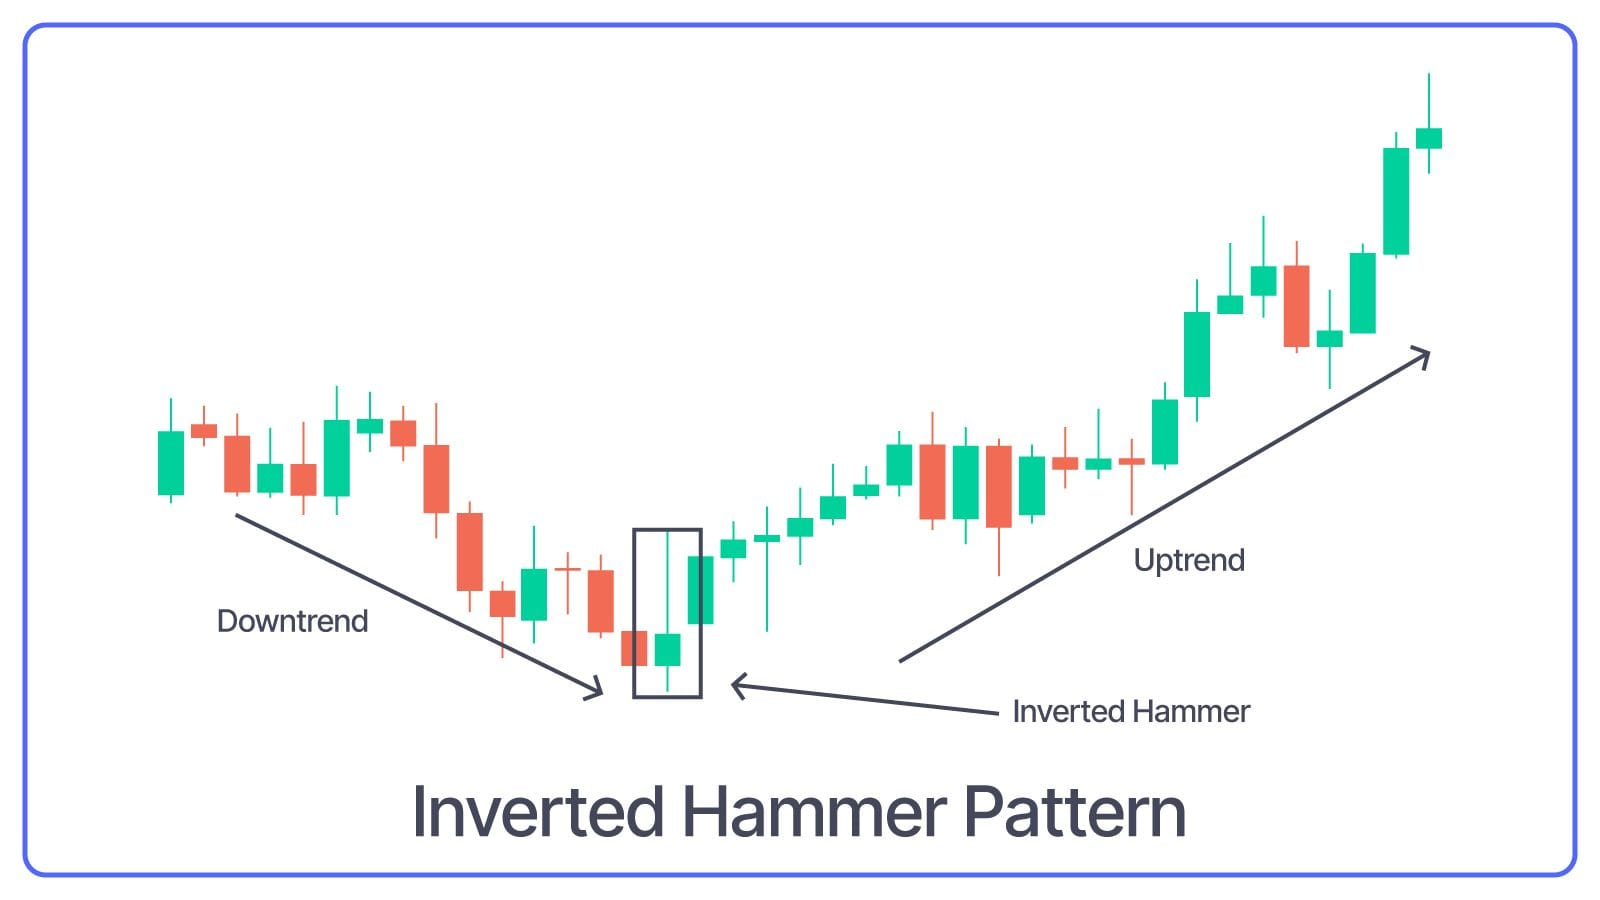 Downtrend
Uptrend
Inverted Hammer
Inverted Hammer Pattern